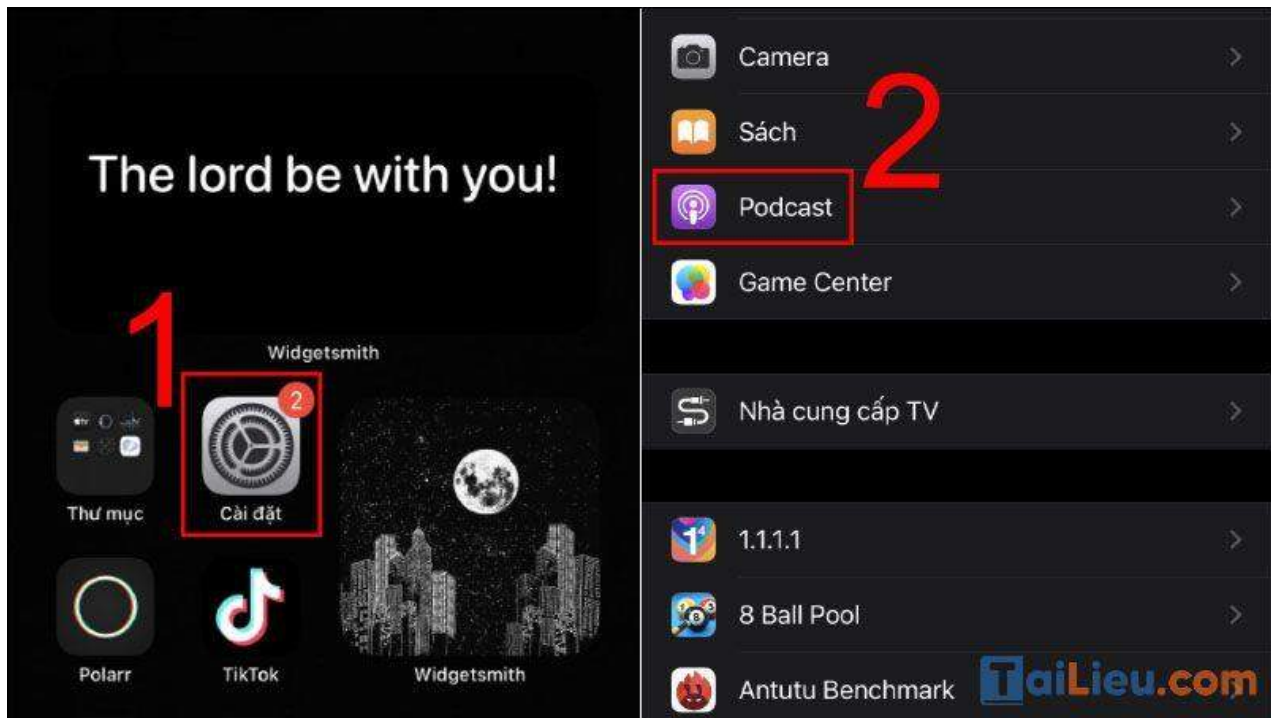 The lord be with you!
1
Widgetsmith
2
Thư mục
Cài đặt
Polarr
TikTok
Widgetsmith
Camera
2
Sách
Podcast
Game Center
Nhà cung cấp TV
1.1.1.1
8 Ball Pool
Antutu Benchmark
TaiLieu.com